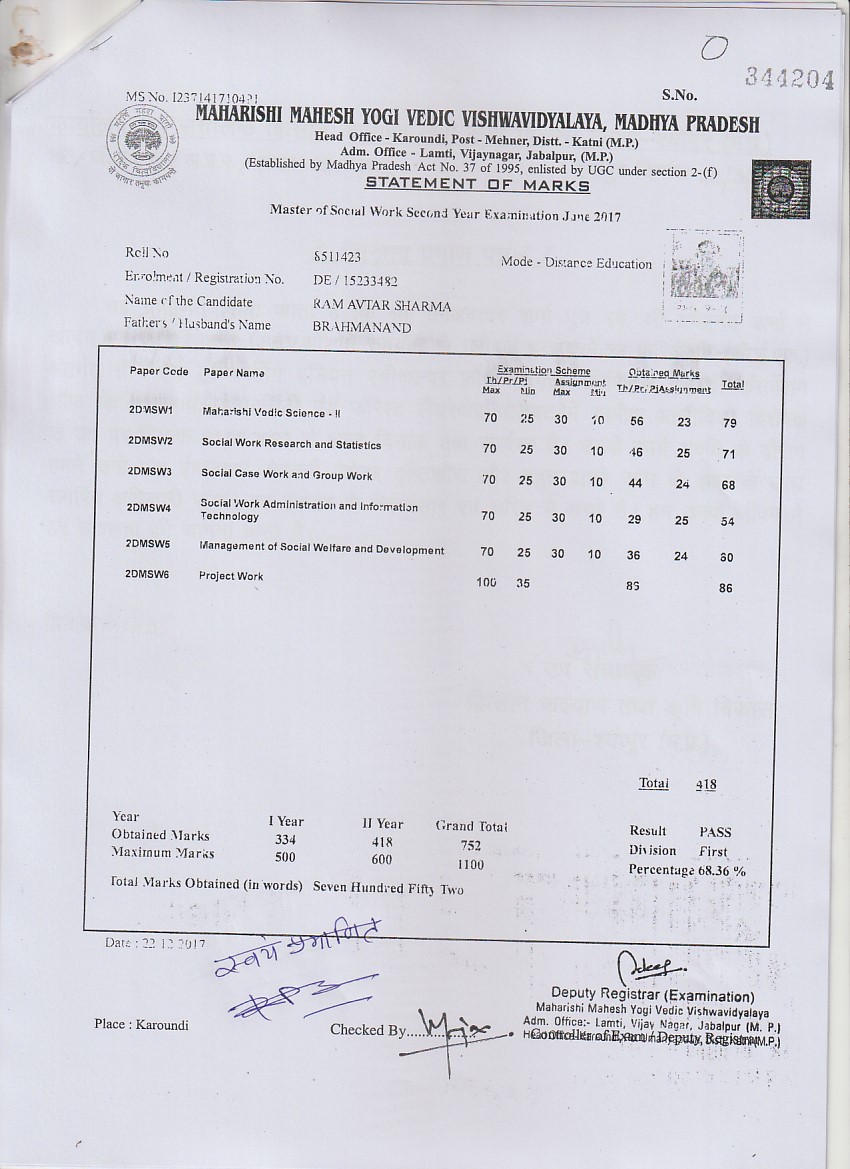 344204
MS No. 1237141710421
S.No.
MAHARISHI MAHESH YOGI VEDIC VISHWAVIDYALAYA, MADHYA PRADESH
Head Office - Karoundi, Post - Mehner, Distt. - Katni (M.P.)
Adm. Office - Lamti, Vijaynagar, Jabalpur, (M.P.)
(Established by Madhya Pradesh Act No. 37 of 1995, enlisted by UGC under section 2-(f)
STATEMENT OF MARKS
Master of Social Work Second Year Examination June 2017
Roll No 8511423 Mode - Distance Education
Enrolment / Registration No. DE / 15233482
Name of the Candidate RAM AVTAR SHARMA
Father's / Husband's Name BRAHMANAND
Paper Code Paper Name Examination Scheme Obtained Marks Total
Th/Pr/Pj Assignment Th/Pr/Pj Assignment
Max Min Max Min
2DMSW1 Maharishi Vedic Science - II 70 25 30 10 56 23 79
2DMSW2 Social Work Research and Statistics 70 25 30 10 46 25 71
2DMSW3 Social Case Work and Group Work 70 25 30 10 44 24 68
2DMSW4 Social Work Administration and Information 70 25 30 10 29 25 54
Technology
2DMSW5 Management of Social Welfare and Development 70 25 30 10 36 24 60
2DMSW6 Project Work 100 35 86 86
Total 418
Year I Year II Year Grand Total
Obtained Marks 334 418 752
Maximum Marks 500 600 1100
Result PASS
Division First
Percentage 68.36 %
Total Marks Obtained (in words) Seven Hundred Fifty Two
Date : 22 12 2017
स्वयं प्रमाणित
Deputy Registrar (Examination)
Maharishi Mahesh Yogi Vedic Vishwavidyalaya
Adm. Office:- Lamti, Vijay Nagar, Jabalpur (M. P.)
Place : Karoundi
Checked By
Controller of Exam / Deputy Registrar